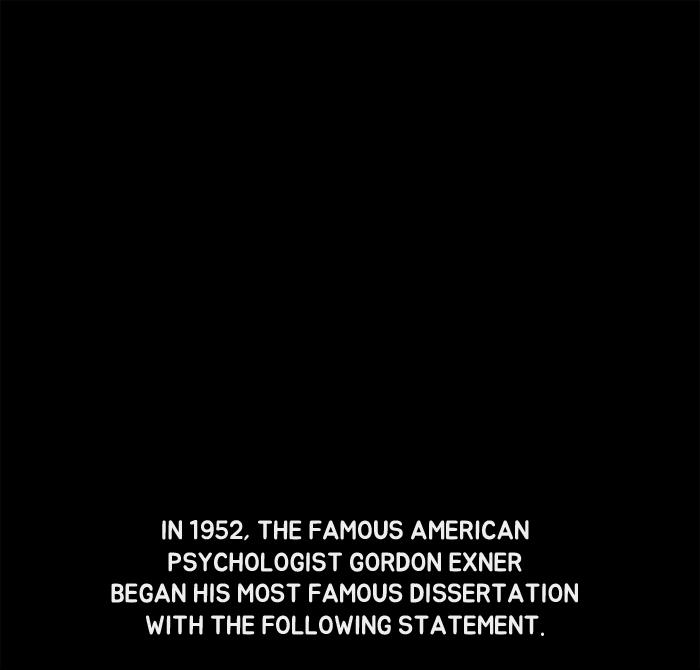 IN 1952, THE FAMOUS AMERICAN
PSYCHOLOGIST GORDON EXNER
BEGAN HIS MOST FAMOUS DISSERTATION
WITH THE FOLLOWING STATEMENT.